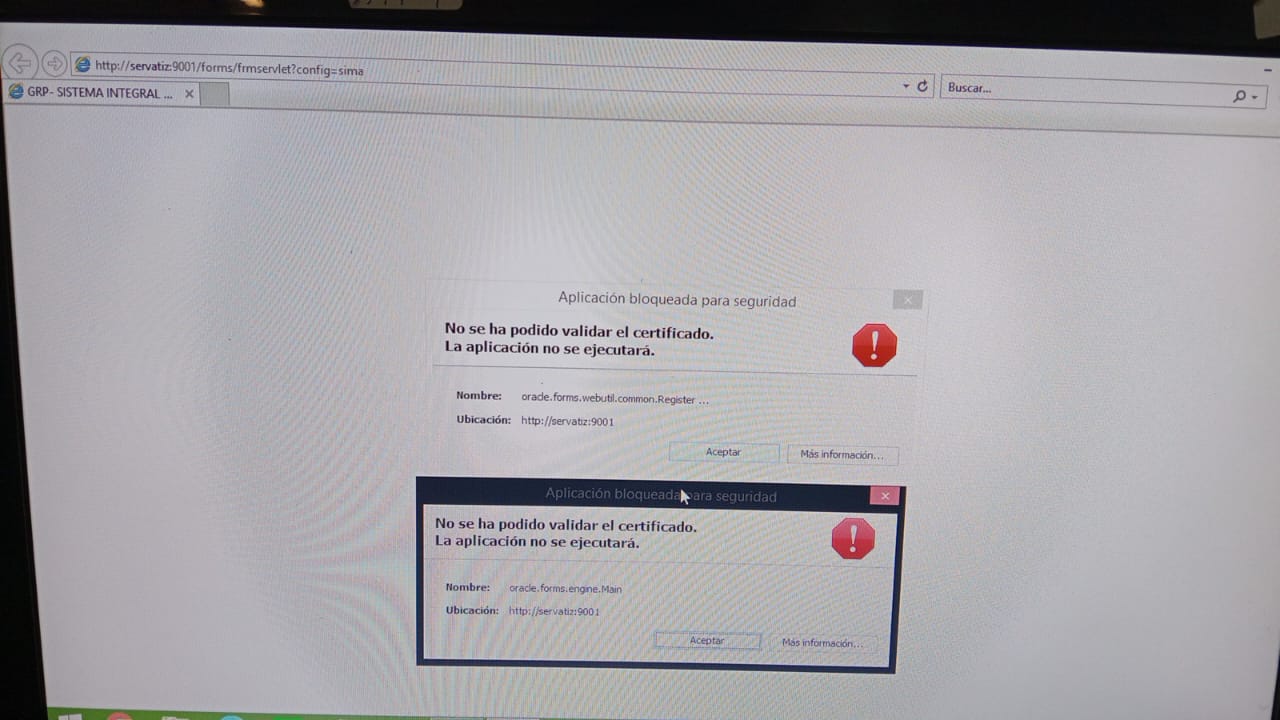 http://servatiz:9001/forms/frmservlet?config=sima
Buscar...
GRP- SISTEMA INTEGRAL ...
Aplicación bloqueada para seguridad
No se ha podido validar el certificado.
La aplicación no se ejecutará.
Nombre: oracle.forms.webutil.common.Register ...
Ubicación: http://servatiz:9001
Aceptar Más información...
Aplicación bloqueada para seguridad
No se ha podido validar el certificado.
La aplicación no se ejecutará.
Nombre: oracle.forms.engine.Main
Ubicación: http://servatiz:9001
Aceptar Más información...